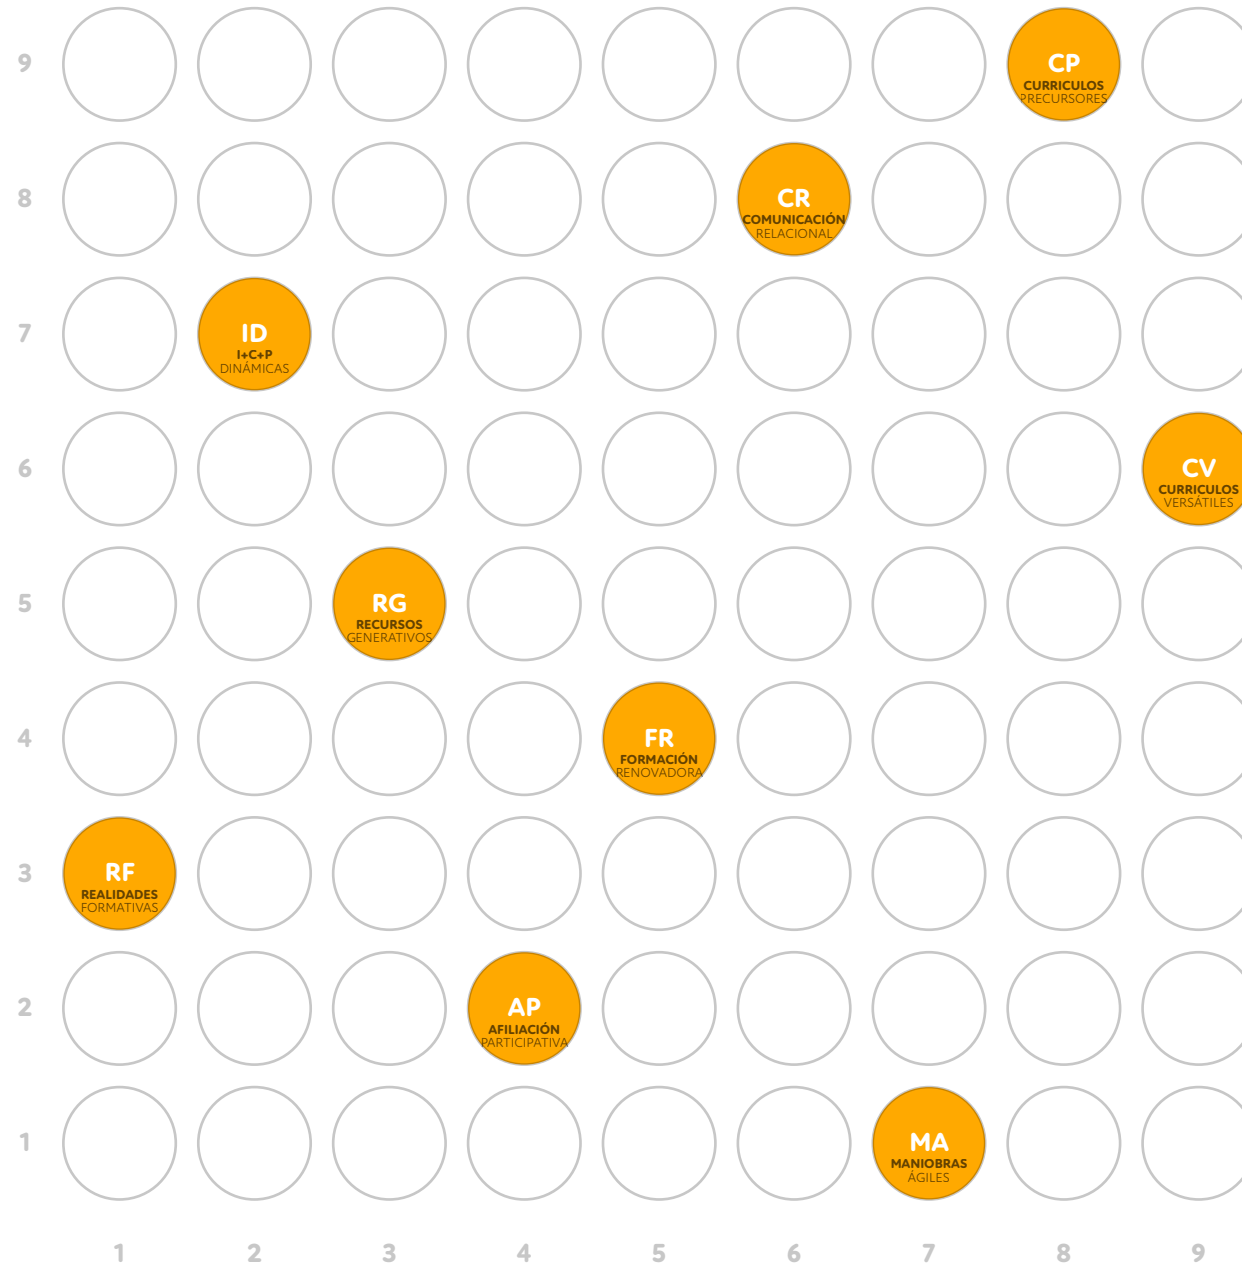 9
CP
CURRICULOS
PRECURSORES
8
CR
COMUNICACIÓN
RELACIONAL
7
ID
I+C+P
DINÁMICAS
6
CV
CURRICULOS
VERSÁTILES
5
RG
RECURSOS
GENERATIVOS
4
FR
FORMACIÓN
RENOVADORA
3
RF
REALIDADES
FORMATIVAS
2
AP
AFILIACIÓN
PARTICIPATIVA
1
MA
MANIOBRAS
ÁGILES
1 2 3 4 5 6 7 8 9